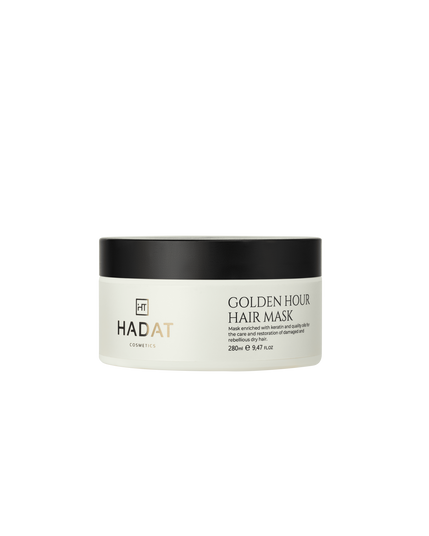 HT
HADAT
COSMETICS
GOLDEN HOUR
HAIR MASK
Mask enriched with keratin and quality oils for
the care and restoration of damaged and
rebellious dry hair.
280ml ℮ 9,47 fl.oz